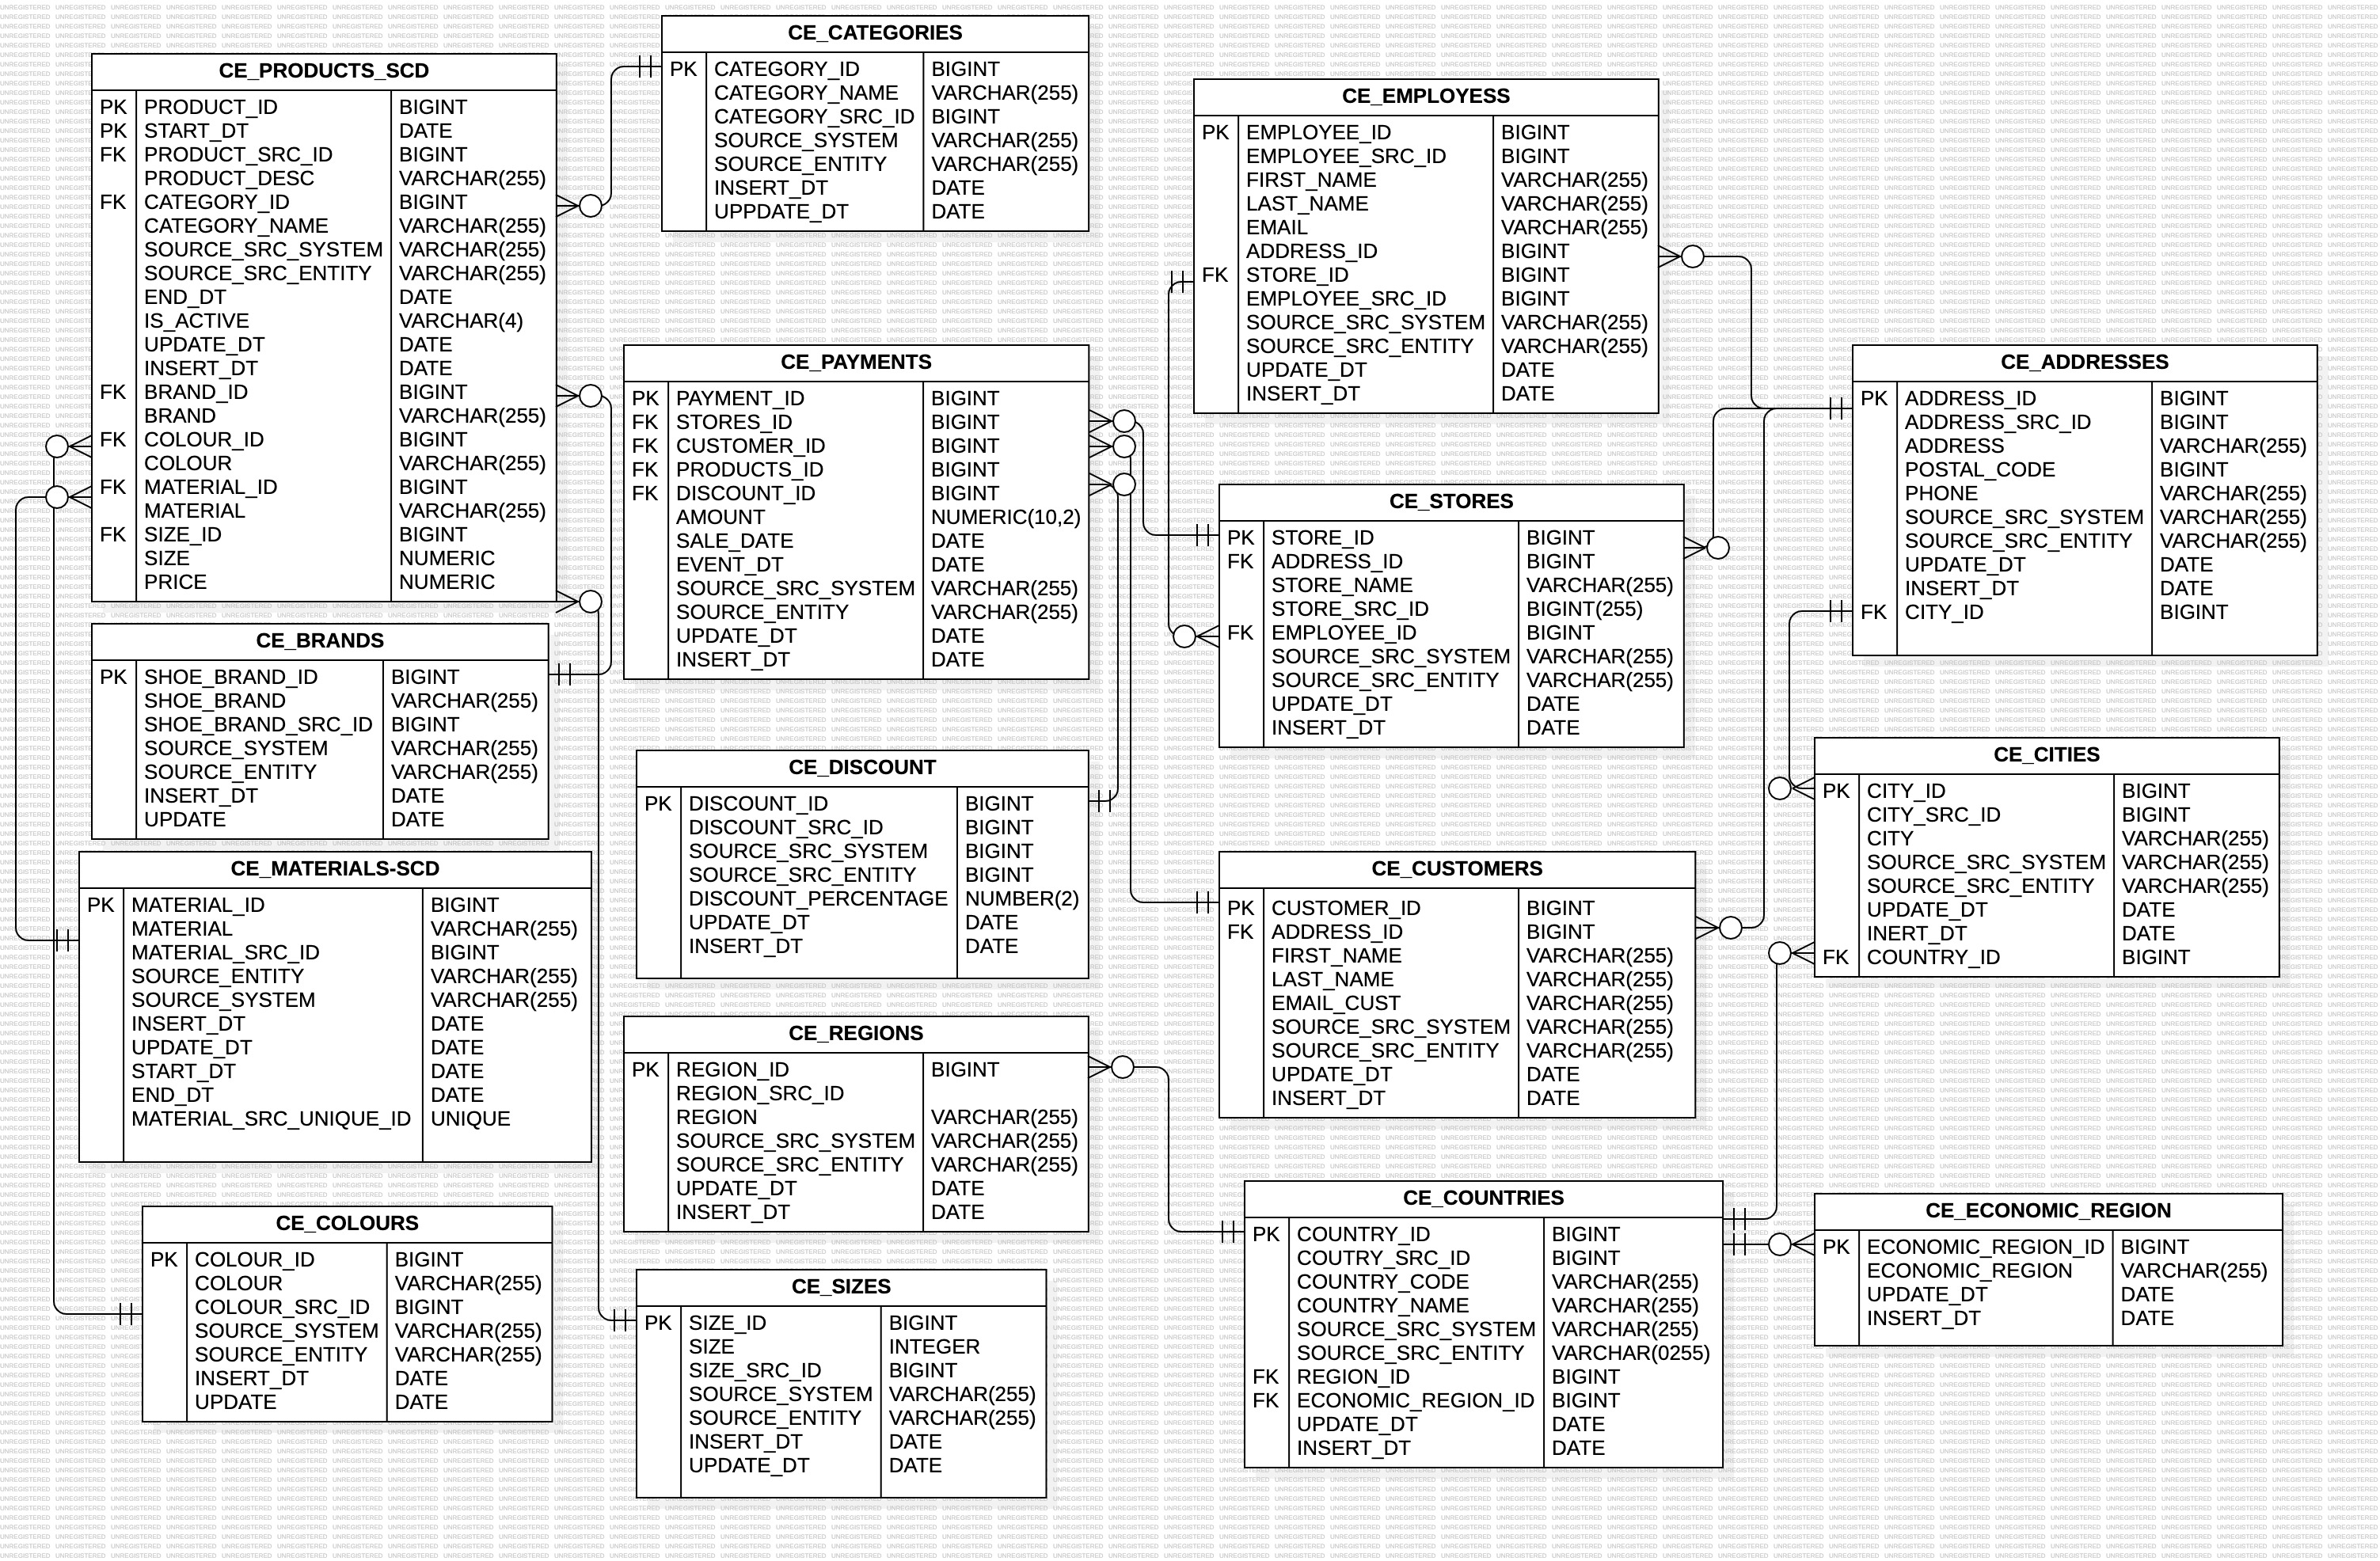 CE_PRODUCTS_SCD
PK PRODUCT_ID BIGINT
PK START_DT DATE
FK PRODUCT_SRC_ID BIGINT
PRODUCT_DESC VARCHAR(255)
FK CATEGORY_ID BIGINT
CATEGORY_NAME VARCHAR(255)
SOURCE_SRC_SYSTEM VARCHAR(255)
SOURCE_SRC_ENTITY VARCHAR(255)
END_DT DATE
IS_ACTIVE VARCHAR(4)
UPDATE_DT DATE
INSERT_DT DATE
FK BRAND_ID BIGINT
BRAND VARCHAR(255)
FK COLOUR_ID BIGINT
COLOUR VARCHAR(255)
FK MATERIAL_ID BIGINT
MATERIAL VARCHAR(255)
FK SIZE_ID BIGINT
SIZE NUMERIC
PRICE NUMERIC
CE_BRANDS
PK SHOE_BRAND_ID BIGINT
SHOE_BRAND VARCHAR(255)
SHOE_BRAND_SRC_ID BIGINT
SOURCE_SYSTEM VARCHAR(255)
SOURCE_ENTITY VARCHAR(255)
INSERT_DT DATE
UPDATE DATE
CE_MATERIALS-SCD
PK MATERIAL_ID BIGINT
MATERIAL VARCHAR(255)
MATERIAL_SRC_ID BIGINT
SOURCE_ENTITY VARCHAR(255)
SOURCE_SYSTEM VARCHAR(255)
INSERT_DT DATE
UPDATE_DT DATE
START_DT DATE
END_DT DATE
MATERIAL_SRC_UNIQUE_ID UNIQUE
CE_COLOURS
PK COLOUR_ID BIGINT
COLOUR VARCHAR(255)
COLOUR_SRC_ID BIGINT
SOURCE_SYSTEM VARCHAR(255)
SOURCE_ENTITY VARCHAR(255)
INSERT_DT DATE
UPDATE DATE
CE_CATEGORIES
PK CATEGORY_ID BIGINT
CATEGORY_NAME VARCHAR(255)
CATEGORY_SRC_ID BIGINT
SOURCE_SYSTEM VARCHAR(255)
SOURCE_ENTITY VARCHAR(255)
INSERT_DT DATE
UPPDATE_DT DATE
CE_PAYMENTS
PK PAYMENT_ID BIGINT
FK STORES_ID BIGINT
FK CUSTOMER_ID BIGINT
FK PRODUCTS_ID BIGINT
FK DISCOUNT_ID BIGINT
AMOUNT NUMERIC(10,2)
SALE_DATE DATE
EVENT_DT DATE
SOURCE_SRC_SYSTEM VARCHAR(255)
SOURCE_ENTITY VARCHAR(255)
UPDATE_DT DATE
INSERT_DT DATE
CE_DISCOUNT
PK DISCOUNT_ID BIGINT
DISCOUNT_SRC_ID BIGINT
SOURCE_SRC_SYSTEM BIGINT
SOURCE_SRC_ENTITY BIGINT
DISCOUNT_PERCENTAGE NUMBER(2)
UPDATE_DT DATE
INSERT_DT DATE
CE_REGIONS
PK REGION_ID BIGINT
REGION_SRC_ID
REGION VARCHAR(255)
SOURCE_SRC_SYSTEM VARCHAR(255)
SOURCE_SRC_ENTITY VARCHAR(255)
UPDATE_DT DATE
INSERT_DT DATE
CE_SIZES
PK SIZE_ID BIGINT
SIZE INTEGER
SIZE_SRC_ID BIGINT
SOURCE_SYSTEM VARCHAR(255)
SOURCE_ENTITY VARCHAR(255)
INSERT_DT DATE
UPDATE_DT DATE
CE_EMPLOYESS
PK EMPLOYEE_ID BIGINT
EMPLOYEE_SRC_ID BIGINT
FIRST_NAME VARCHAR(255)
LAST_NAME VARCHAR(255)
EMAIL VARCHAR(255)
ADDRESS_ID BIGINT
FK STORE_ID BIGINT
EMPLOYEE_SRC_ID BIGINT
SOURCE_SRC_SYSTEM VARCHAR(255)
SOURCE_SRC_ENTITY VARCHAR(255)
UPDATE_DT DATE
INSERT_DT DATE
CE_STORES
PK STORE_ID BIGINT
FK ADDRESS_ID BIGINT
STORE_NAME VARCHAR(255)
STORE_SRC_ID BIGINT(255)
FK EMPLOYEE_ID BIGINT
SOURCE_SRC_SYSTEM VARCHAR(255)
SOURCE_SRC_ENTITY VARCHAR(255)
UPDATE_DT DATE
INSERT_DT DATE
CE_CUSTOMERS
PK CUSTOMER_ID BIGINT
FK ADDRESS_ID BIGINT
FIRST_NAME VARCHAR(255)
LAST_NAME VARCHAR(255)
EMAIL_CUST VARCHAR(255)
SOURCE_SRC_SYSTEM VARCHAR(255)
SOURCE_SRC_ENTITY VARCHAR(255)
UPDATE_DT DATE
INSERT_DT DATE
CE_COUNTRIES
PK COUNTRY_ID BIGINT
COUTRY_SRC_ID BIGINT
COUNTRY_CODE VARCHAR(255)
COUNTRY_NAME VARCHAR(255)
SOURCE_SRC_SYSTEM VARCHAR(255)
SOURCE_SRC_ENTITY VARCHAR(0255)
FK REGION_ID BIGINT
FK ECONOMIC_REGION_ID BIGINT
UPDATE_DT DATE
INSERT_DT DATE
CE_ADDRESSES
PK ADDRESS_ID BIGINT
ADDRESS_SRC_ID BIGINT
ADDRESS VARCHAR(255)
POSTAL_CODE BIGINT
PHONE VARCHAR(255)
SOURCE_SRC_SYSTEM VARCHAR(255)
SOURCE_SRC_ENTITY VARCHAR(255)
UPDATE_DT DATE
INSERT_DT DATE
FK CITY_ID BIGINT
CE_CITIES
PK CITY_ID BIGINT
CITY_SRC_ID BIGINT
CITY VARCHAR(255)
SOURCE_SRC_SYSTEM VARCHAR(255)
SOURCE_SRC_ENTITY VARCHAR(255)
UPDATE_DT DATE
INERT_DT DATE
FK COUNTRY_ID BIGINT
CE_ECONOMIC_REGION
PK ECONOMIC_REGION_ID BIGINT
ECONOMIC_REGION VARCHAR(255)
UPDATE_DT DATE
INSERT_DT DATE
UNREGISTERED